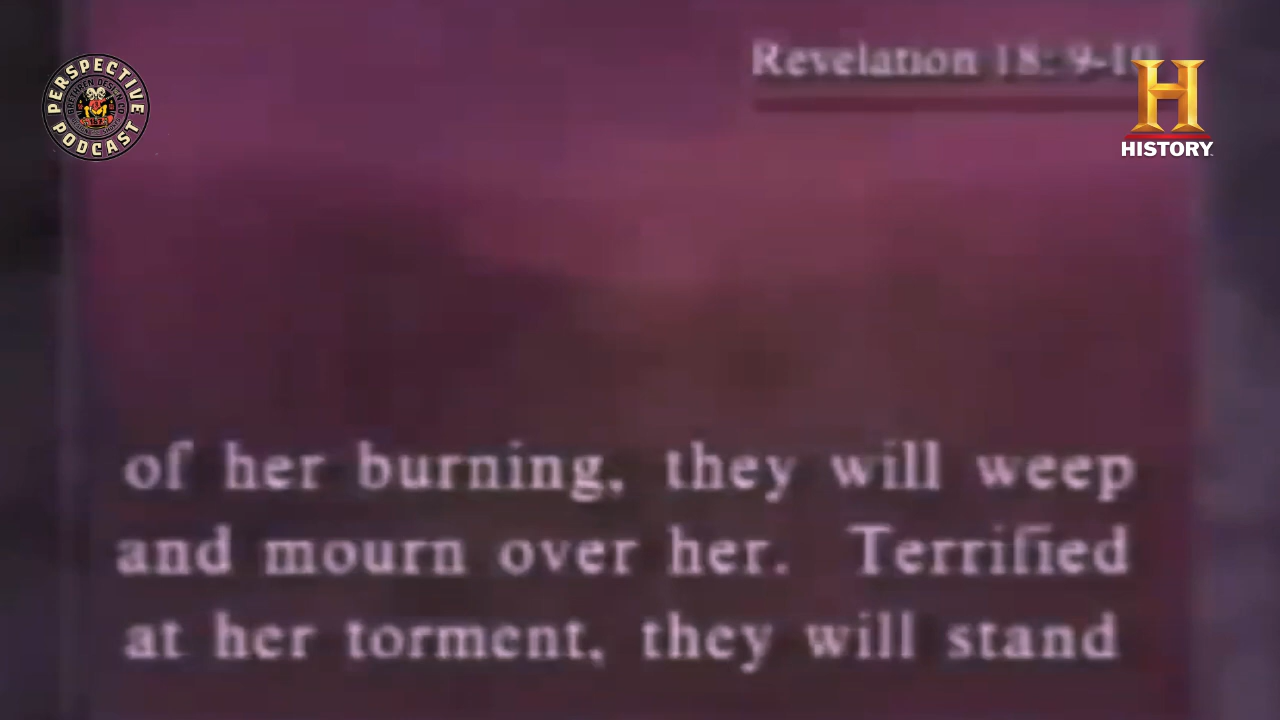 Revelation 18: 9-10
PERSPECTIVE
PODCAST
HISTORY
of her burning, they will weep
and mourn over her. Terrified
at her torment, they will stand